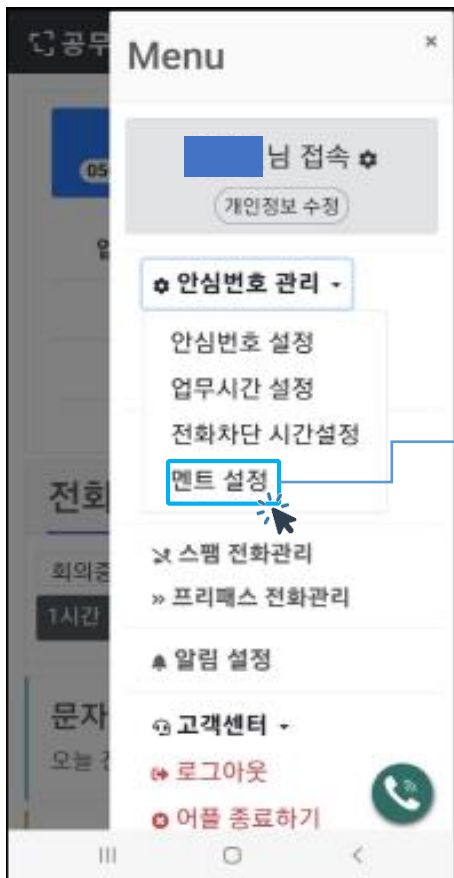 공무
Menu
×
05
님 접속
개인정보 수정
안심번호 관리
안심번호 설정
업무시간 설정
전화차단 시간설정
멘트 설정
전화
회의중
1시간
스팸 전화관리
» 프리패스 전화관리
알림 설정
문자
오늘
고객센터
로그아웃
어플 종료하기